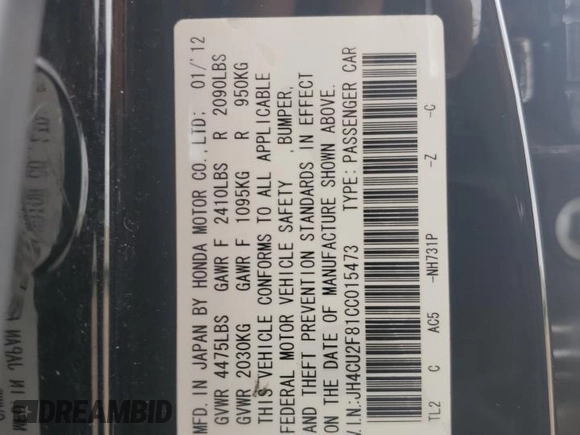 MFD. IN JAPAN BY HONDA MOTOR CO., LTD; 01/'12
GVWR 4475LBS GAWR F 2410LBS R 2090LBS
GVWR 2030KG GAWR F 1095KG R 950KG
THIS VEHICLE CONFORMS TO ALL APPLICABLE
FEDERAL MOTOR VEHICLE SAFETY , BUMPER,
AND THEFT PREVENTION STANDARDS IN EFFECT
ON THE DATE OF MANUFACTURE SHOWN ABOVE.
V.I.N:JH4CU2F81CC015473 TYPE: PASSENGER CAR
TL2 C AC5 -NH731P -Z -C
DREAMBID